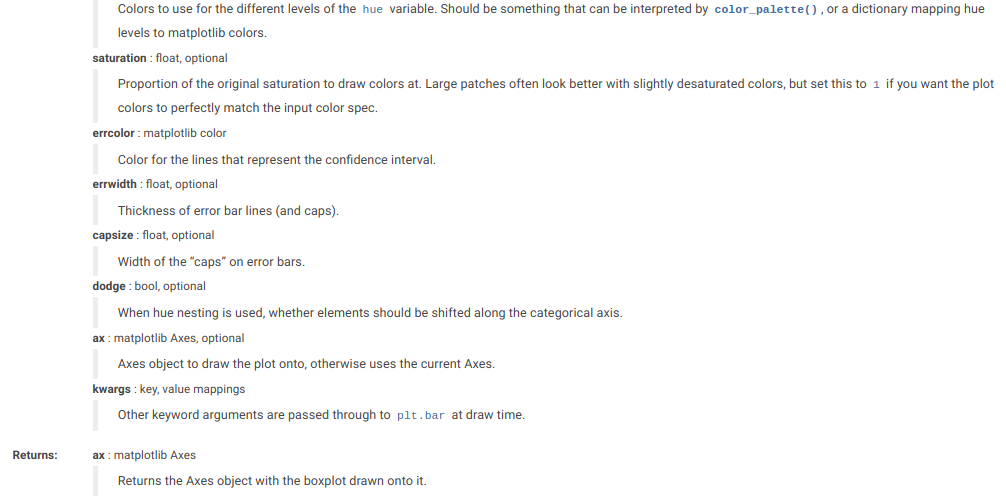 Colors to use for the different levels of the hue variable. Should be something that can be interpreted by color_palette(), or a dictionary mapping hue
levels to matplotlib colors.
saturation : float, optional
Proportion of the original saturation to draw colors at. Large patches often look better with slightly desaturated colors, but set this to 1 if you want the plot
colors to perfectly match the input color spec.
errcolor : matplotlib color
Color for the lines that represent the confidence interval.
errwidth : float, optional
Thickness of error bar lines (and caps).
capsize : float, optional
Width of the “caps” on error bars.
dodge : bool, optional
When hue nesting is used, whether elements should be shifted along the categorical axis.
ax : matplotlib Axes, optional
Axes object to draw the plot onto, otherwise uses the current Axes.
kwargs : key, value mappings
Other keyword arguments are passed through to plt.bar at draw time.
Returns: ax : matplotlib Axes
Returns the Axes object with the boxplot drawn onto it.